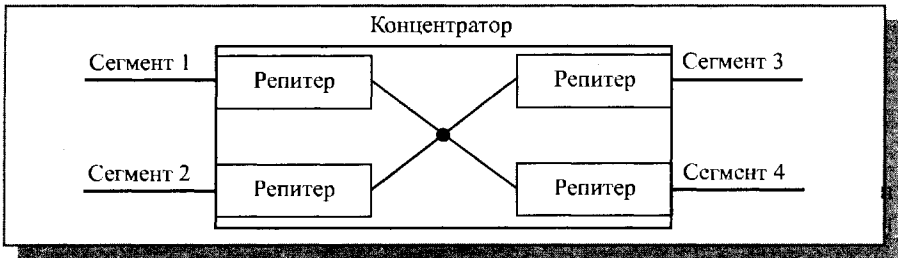 Концентратор
Сегмент 1
Репитер
Репитер
Сегмент 3
Сегмент 2
Репитер
Репитер
Сегмент 4